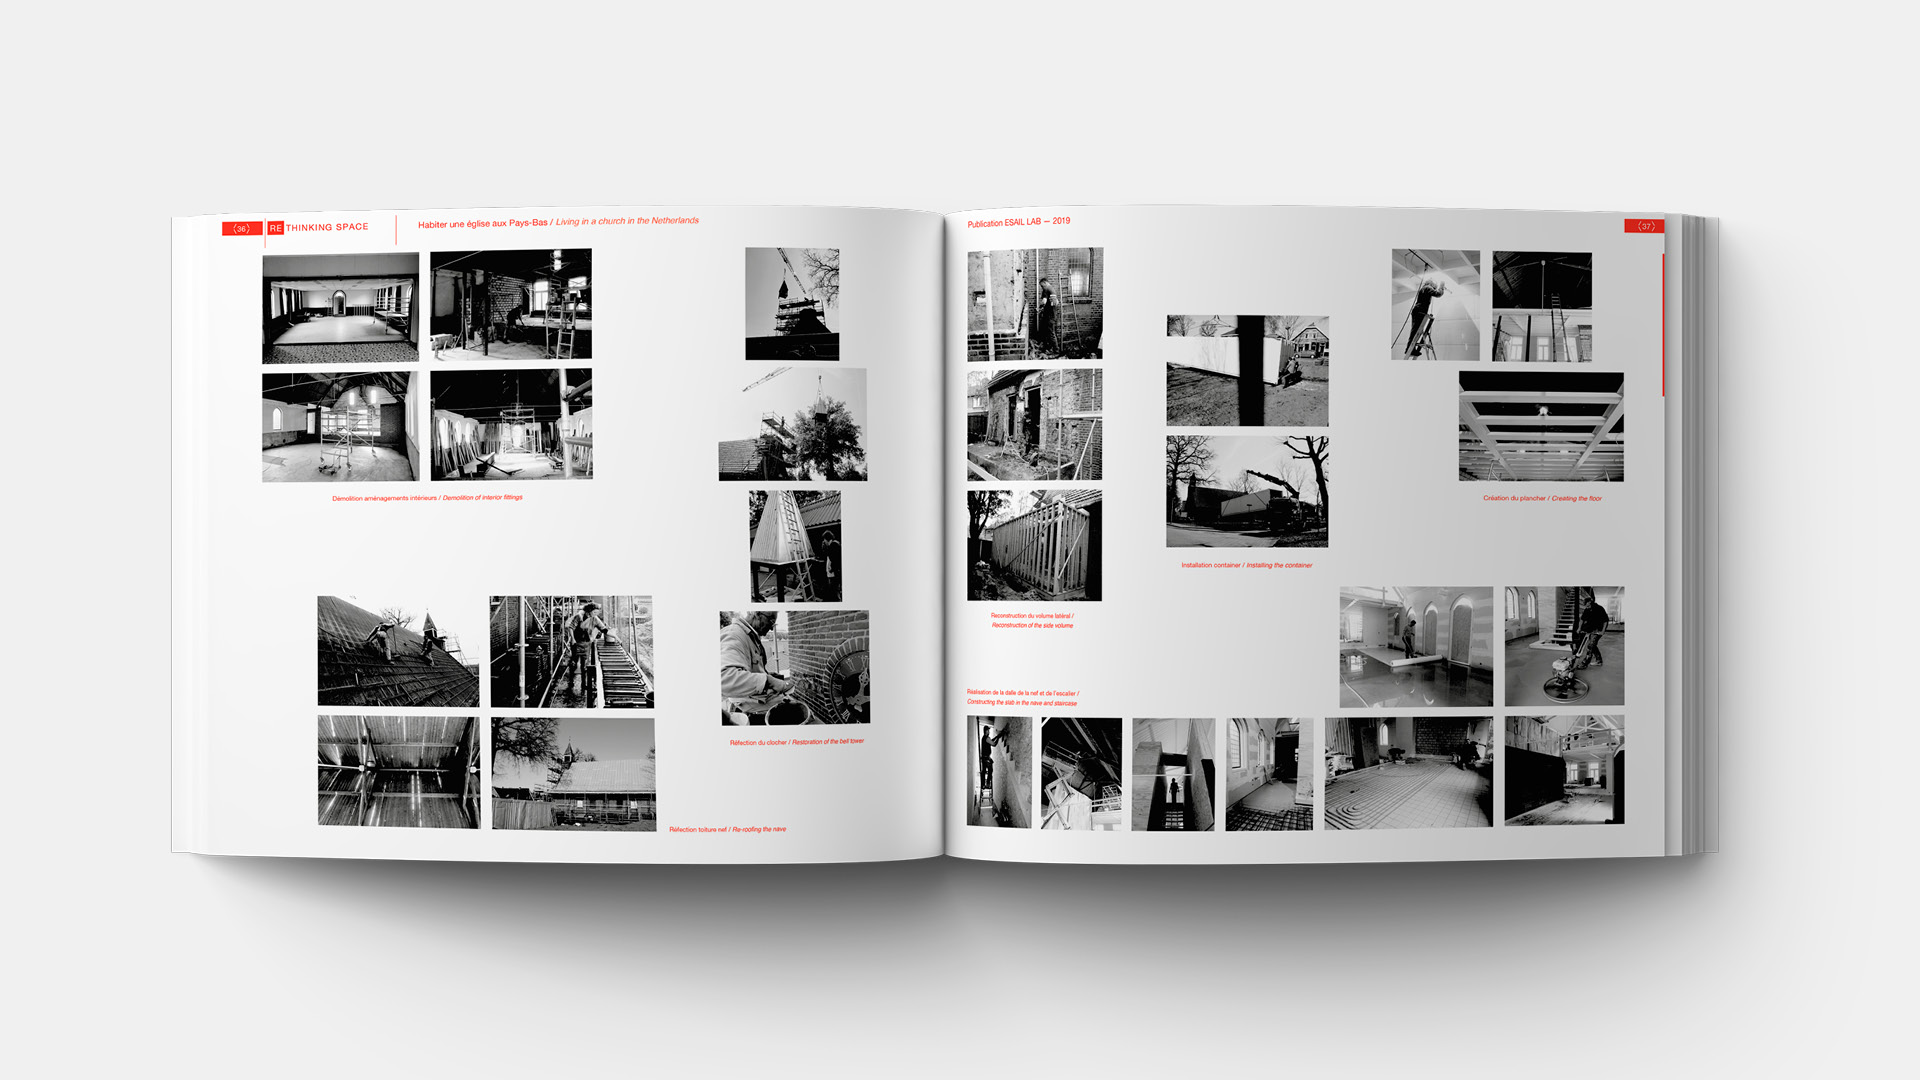 (36)
RE THINKING SPACE
Habiter une église aux Pays-Bas / Living in a church in the Netherlands
Démolition aménagements intérieurs / Demolition of interior fittings
Réfection du clocher / Restoration of the bell tower
Réfection toiture nef / Re-roofing the nave
Publication ESAIL LAB — 2019
(37)
Création du plancher / Creating the floor
Installation container / Installing the container
Reconstruction du volume latéral /
Reconstruction of the side volume
Réalisation de la dalle de la nef et de l'escalier /
Constructing the slab in the nave and staircase